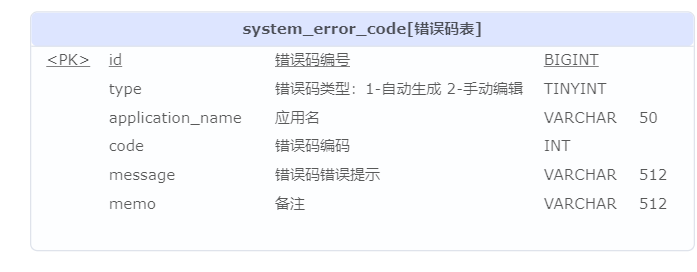 system_error_code[错误码表]
<PK> id 错误码编号 BIGINT
type 错误码类型：1-自动生成 2-手动编辑 TINYINT
application_name 应用名 VARCHAR 50
code 错误码编码 INT
message 错误码错误提示 VARCHAR 512
memo 备注 VARCHAR 512